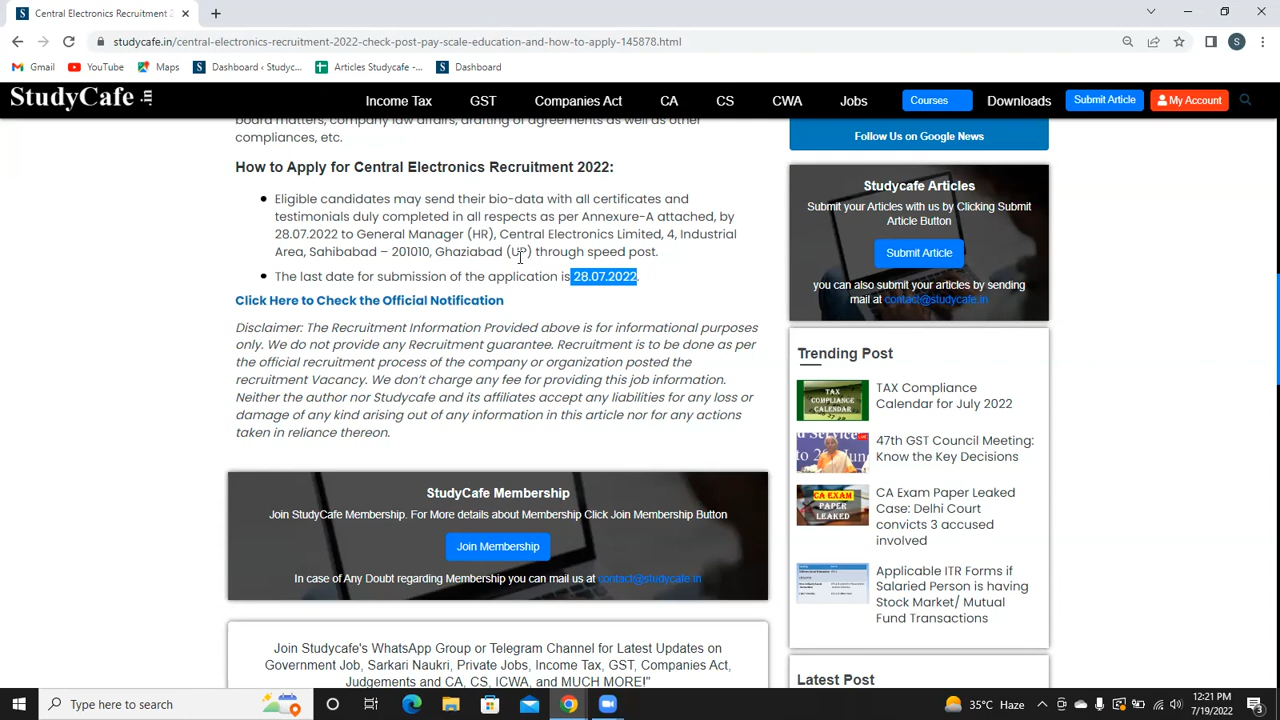 Central Electronics Recruitment 2
studycafe.in/central-electronics-recruitment-2022-check-post-pay-scale-education-and-how-to-apply-145878.html
Gmail YouTube Maps Dashboard ‹ Studyc... Articles Studycafe -... Dashboard
StudyCafe .in Income Tax GST Companies Act CA CS CWA Jobs Courses Downloads Submit Article My Account
board matters, company law affairs, drafting of agreements as well as other
compliances, etc.
How to Apply for Central Electronics Recruitment 2022:
Eligible candidates may send their bio-data with all certificates and
testimonials duly completed in all respects as per Annexure-A attached, by
28.07.2022 to General Manager (HR), Central Electronics Limited, 4, Industrial
Area, Sahibabad – 201010, Ghaziabad (UP) through speed post.
The last date for submission of the application is 28.07.2022.
Click Here to Check the Official Notification
Disclaimer: The Recruitment Information Provided above is for informational purposes
only. We do not provide any Recruitment guarantee. Recruitment is to be done as per
the official recruitment process of the company or organization posted the
recruitment Vacancy. We don't charge any fee for providing this job information.
Neither the author nor Studycafe and its affiliates accept any liabilities for any loss or
damage of any kind arising out of any information in this article nor for any actions
taken in reliance thereon.
StudyCafe Membership
Join StudyCafe Membership. For More details about Membership Click Join Membership Button
Join Membership
In case of Any Doubt regarding Membership you can mail us at contact@studycafe.in
Join Studycafe's WhatsApp Group or Telegram Channel for Latest Updates on
Government Job, Sarkari Naukri, Private Jobs, Income Tax, GST, Companies Act,
Judgements and CA, CS, ICWA, and MUCH MORE!"
Follow Us on Google News
Studycafe Articles
Submit your Articles with us by Clicking Submit
Article Button
Submit Article
you can also submit your articles by sending
mail at contact@studycafe.in
Trending Post
TAX COMPLIANCE CALENDAR
TAX Compliance
Calendar for July 2022
47th GST Council Meeting:
Know the Key Decisions
CA EXAM PAPER LEAKED
CA Exam Paper Leaked
Case: Delhi Court
convicts 3 accused
involved
Applicable ITR Forms if
Salaried Person is having
Stock Market/ Mutual
Fund Transactions
Latest Post
Type here to search
35°C Haze
12:21 PM
7/19/2022